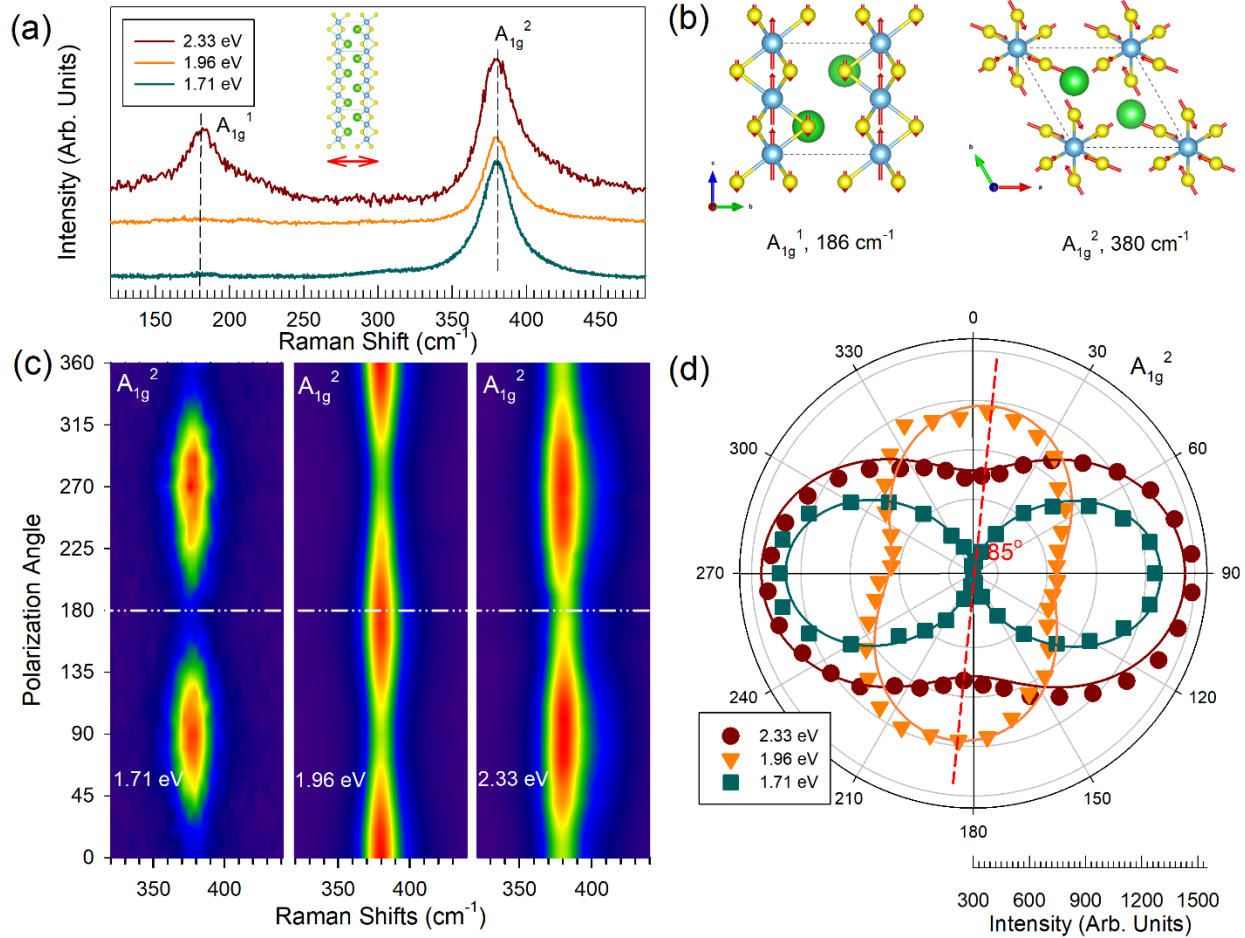 (a)
2.33 eV
1.96 eV
1.71 eV
A1g1
A1g2
Intensity (Arb. Units)
150 200 250 300 350 400 450
Raman Shift (cm-1)
(b)
c
b
b
a
A1g1, 186 cm-1
A1g2, 380 cm-1
(c)
A1g2
A1g2
A1g2
360
315
270
225
180
135
90
45
0
Polarization Angle
1.71 eV
1.96 eV
2.33 eV
350 400
350 400
350 400
Raman Shifts (cm-1)
(d)
A1g2
0
30
60
90
120
150
180
210
240
270
300
330
85o
2.33 eV
1.96 eV
1.71 eV
300 600 900 1200 1500
Intensity (Arb. Units)